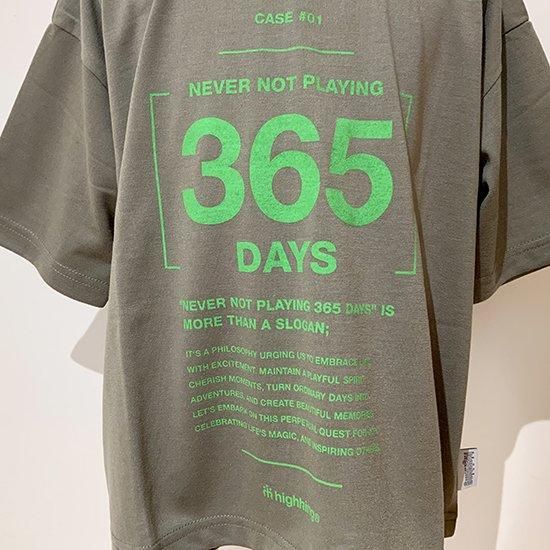 CASE #01
NEVER NOT PLAYING
365
DAYS
"NEVER NOT PLAYING 365 DAYS" IS
MORE THAN A SLOGAN;
IT'S A PHILOSOPHY URGING US TO EMBRACE LIFE
WITH EXCITEMENT. MAINTAIN A PLAYFUL SPIRIT,
CHERISH MOMENTS, TURN ORDINARY DAYS INTO
ADVENTURES, AND CREATE BEAUTIFUL MEMORIES.
LET'S EMBARK ON THIS PERPETUAL QUEST FOR JOY,
CELEBRATING LIFE'S MAGIC, AND INSPIRING OTHERS.
highking